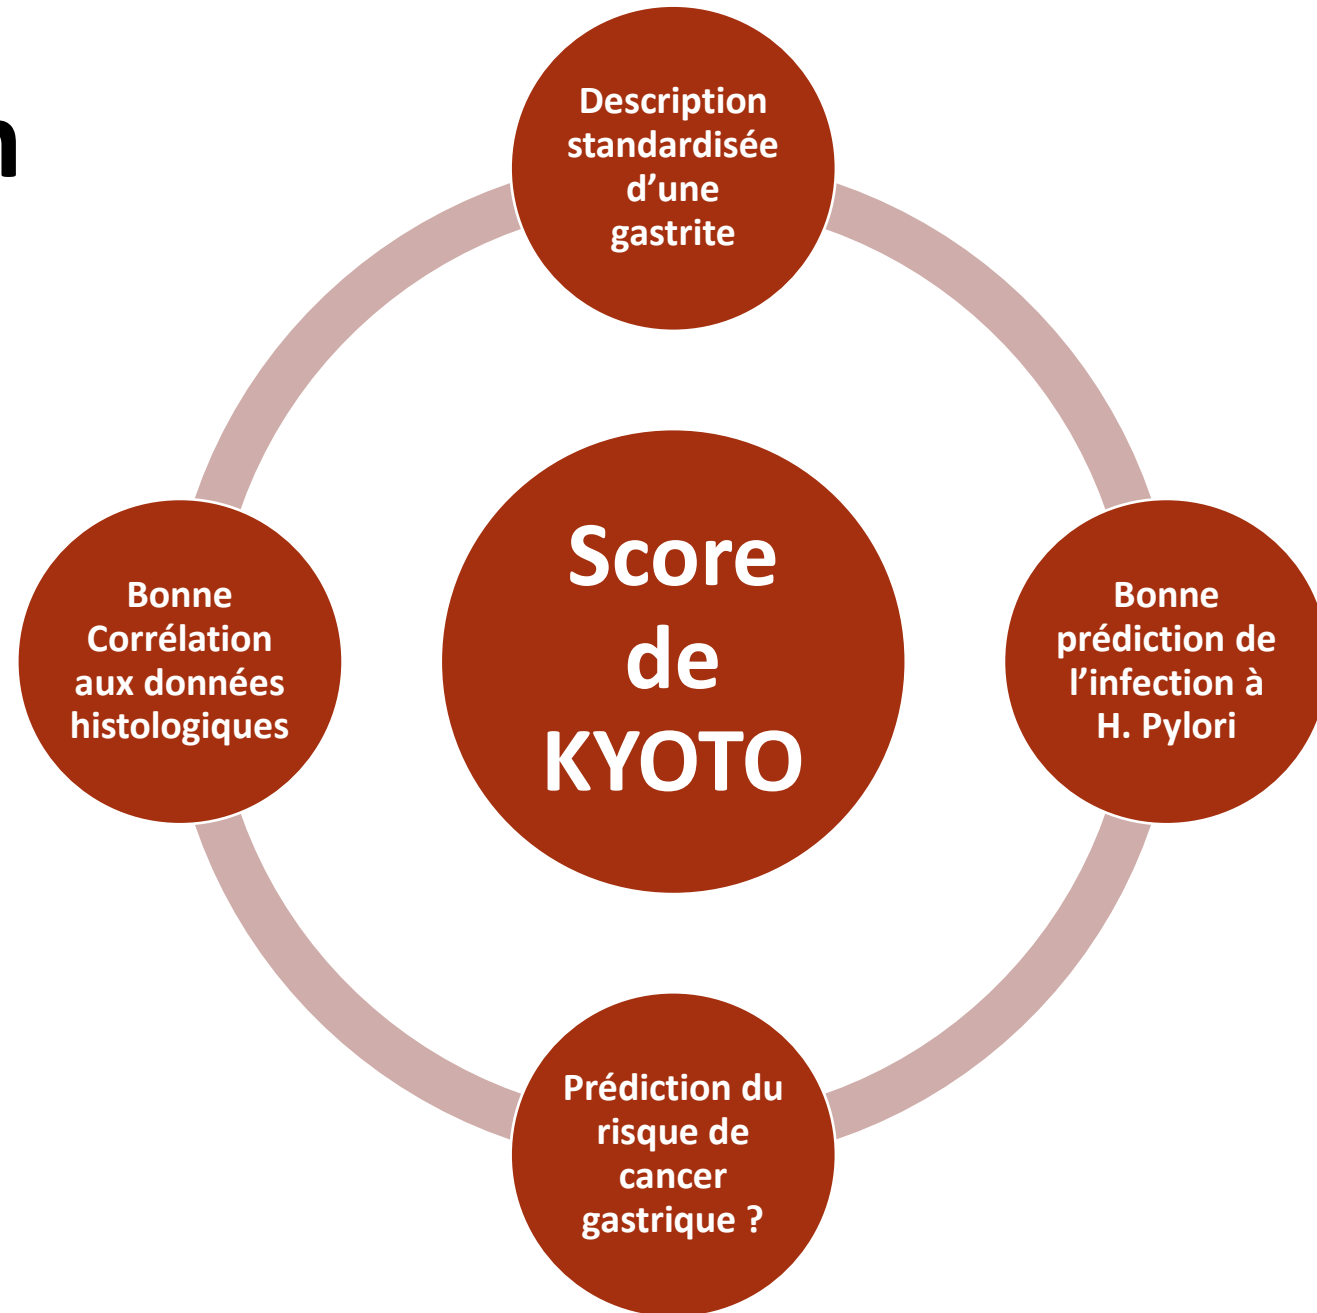 n
Description
standardisée
d’une
gastrite
Score
de
KYOTO
Bonne
Corrélation
aux données
histologiques
Bonne
prédiction de
l’infection à
H. Pylori
Prédiction du
risque de
cancer
gastrique ?